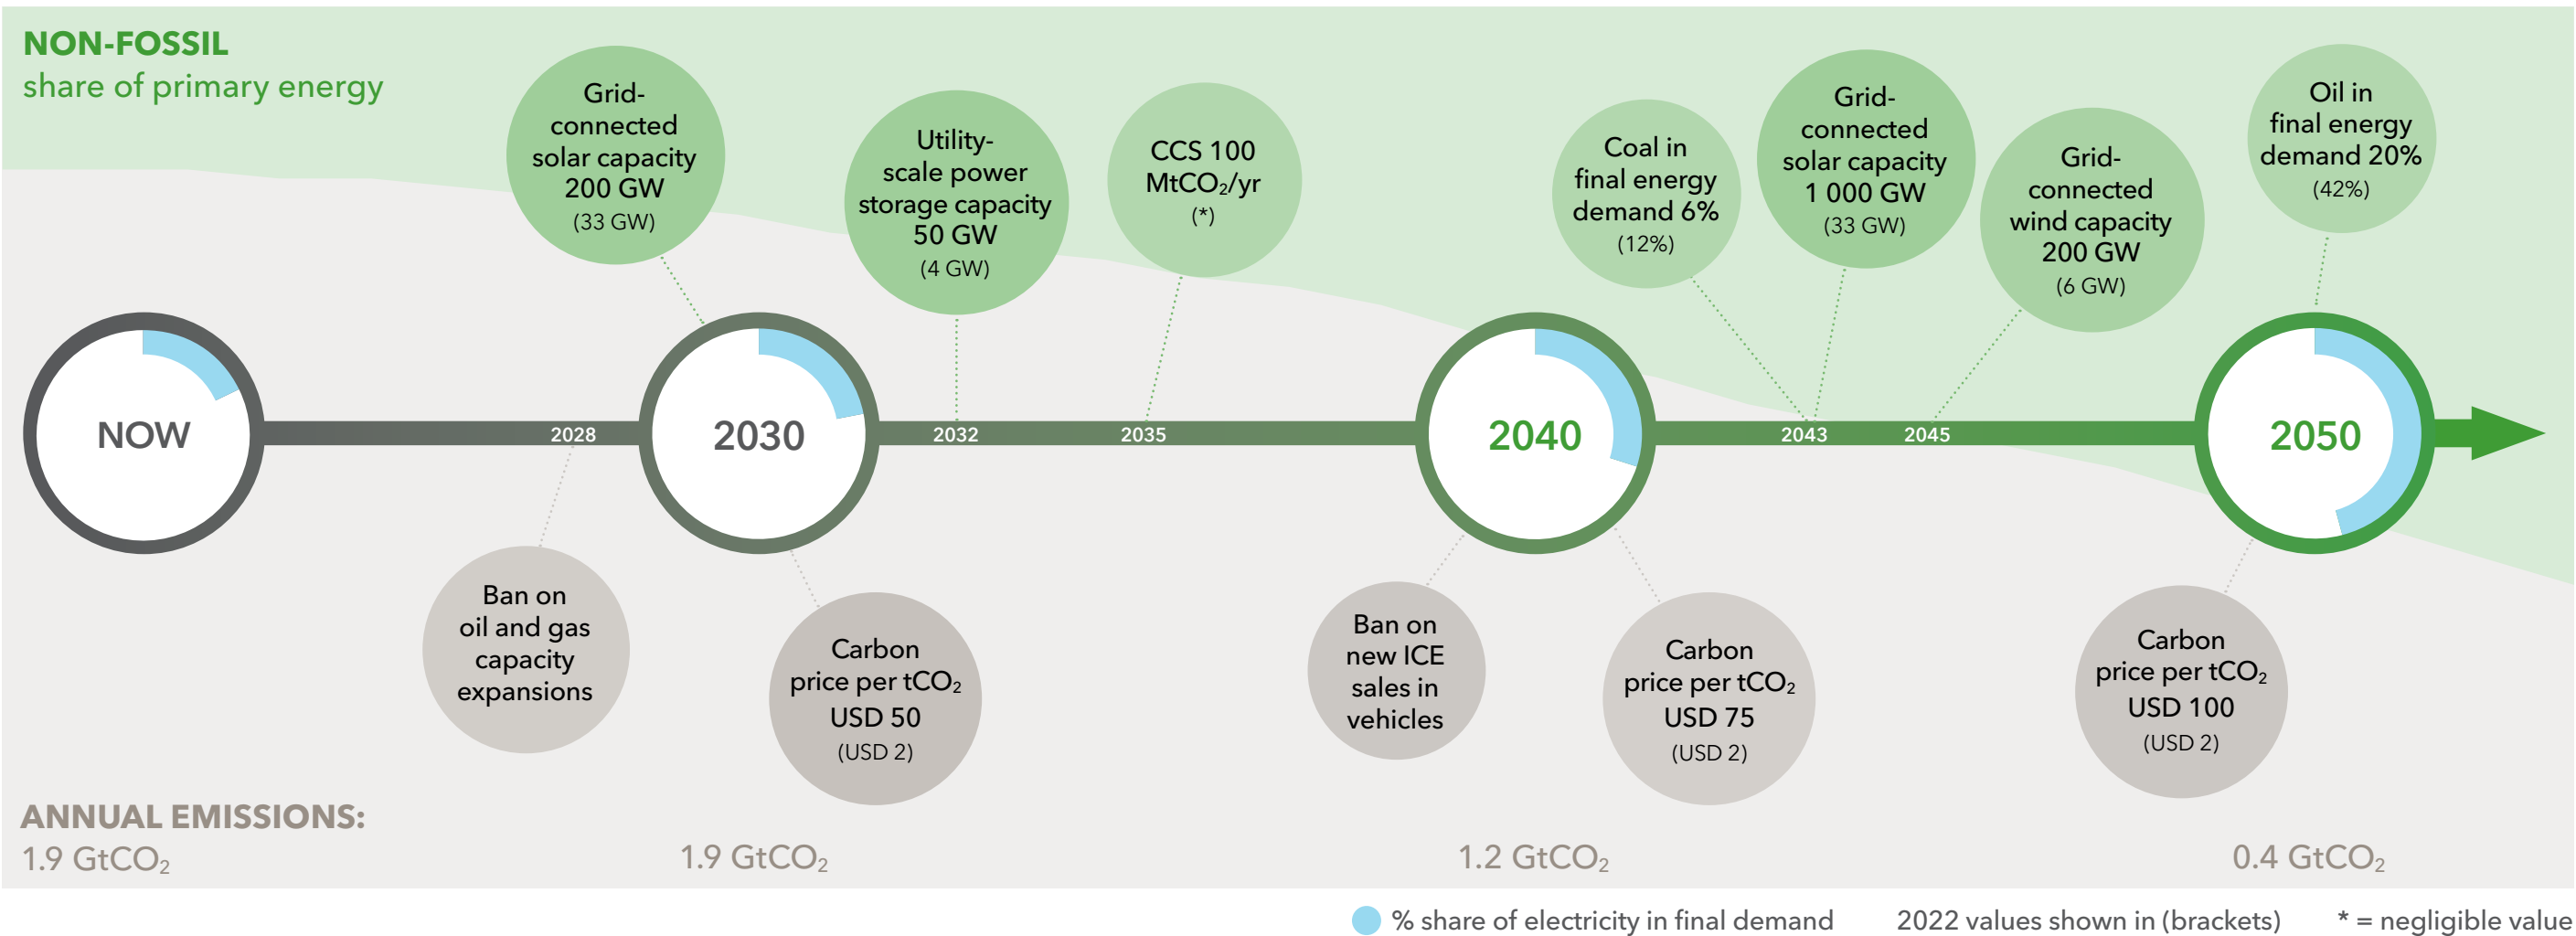 NON-FOSSIL
share of primary energy
Grid-
connected
solar capacity
200 GW
(33 GW)
Utility-
scale power
storage capacity
50 GW
(4 GW)
CCS 100
MtCO₂/yr
(*)
Coal in
final energy
demand 6%
(12%)
Grid-
connected
solar capacity
1 000 GW
(33 GW)
Grid-
connected
wind capacity
200 GW
(6 GW)
Oil in
final energy
demand 20%
(42%)
NOW
2028
2030
2032
2035
2040
2043
2045
2050
Ban on
oil and gas
capacity
expansions
Carbon
price per tCO₂
USD 50
(USD 2)
Ban on
new ICE
sales in
vehicles
Carbon
price per tCO₂
USD 75
(USD 2)
Carbon
price per tCO₂
USD 100
(USD 2)
ANNUAL EMISSIONS:
1.9 GtCO₂
1.9 GtCO₂
1.2 GtCO₂
0.4 GtCO₂
% share of electricity in final demand
2022 values shown in (brackets)
* = negligible value